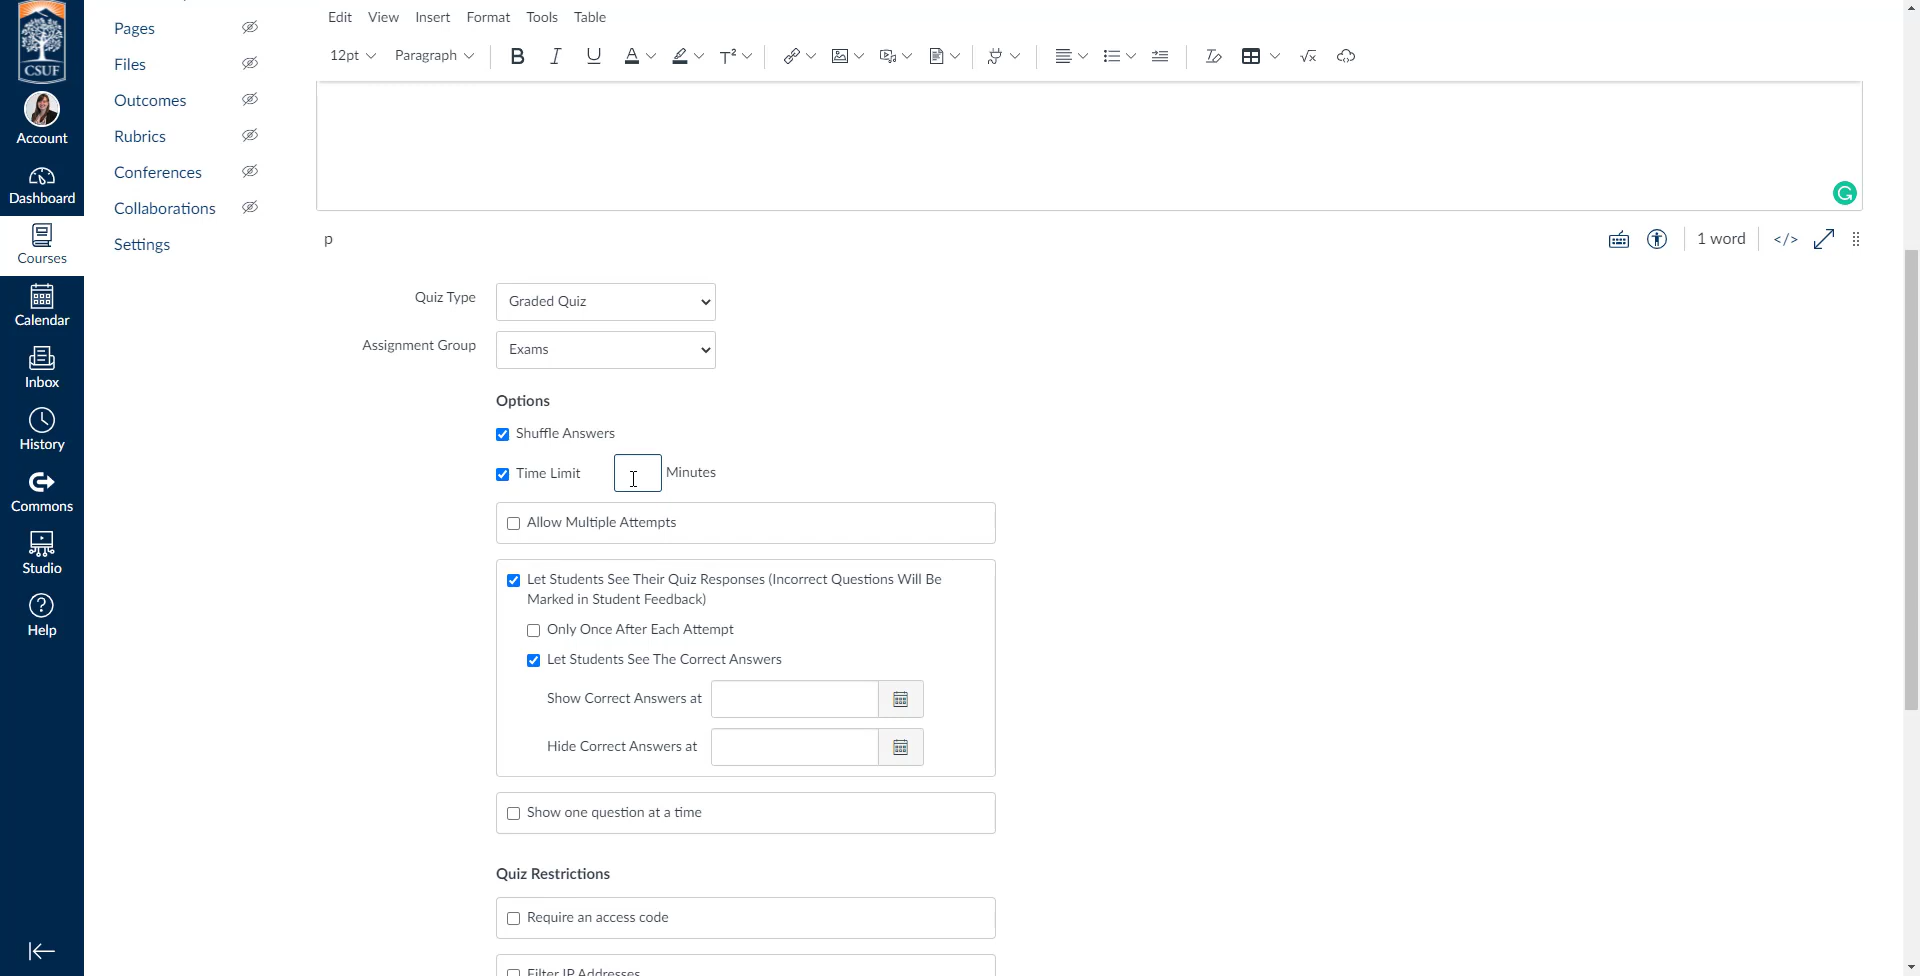 CSUF
Account
Dashboard
Courses
Calendar
Inbox
History
Commons
Studio
Help
Pages
Files
Outcomes
Rubrics
Conferences
Collaborations
Settings
Edit View Insert Format Tools Table
12pt Paragraph B I U A T²
p 1 word </>
Quiz Type Graded Quiz
Assignment Group Exams
Options
Shuffle Answers
Time Limit Minutes
Allow Multiple Attempts
Let Students See Their Quiz Responses (Incorrect Questions Will Be
Marked in Student Feedback)
Only Once After Each Attempt
Let Students See The Correct Answers
Show Correct Answers at
Hide Correct Answers at
Show one question at a time
Quiz Restrictions
Require an access code
Filter IP Addresses